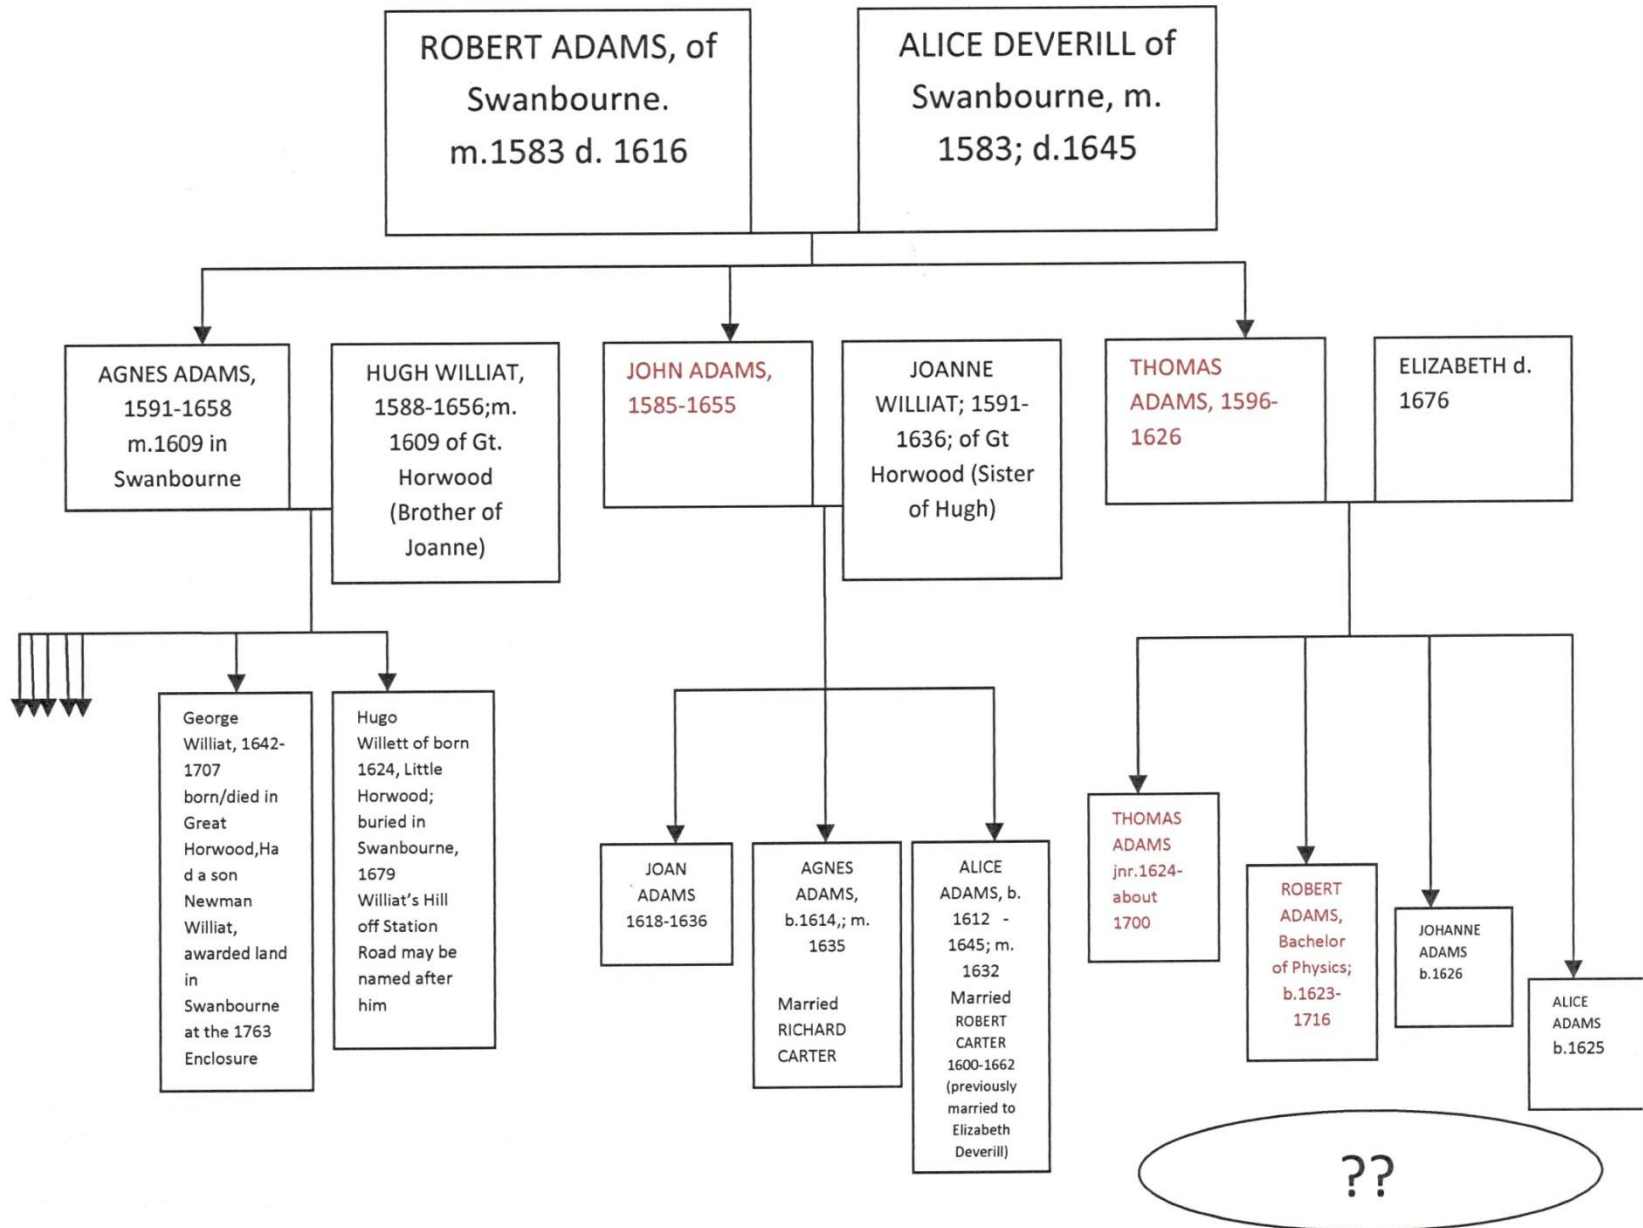 ROBERT ADAMS, of
Swanbourne.
m.1583 d. 1616
ALICE DEVERILL of
Swanbourne, m.
1583; d.1645
AGNES ADAMS,
1591-1658
m.1609 in
Swanbourne
HUGH WILLIAT,
1588-1656;m.
1609 of Gt.
Horwood
(Brother of
Joanne)
JOHN ADAMS,
1585-1655
JOANNE
WILLIAT; 1591-
1636; of Gt
Horwood (Sister
of Hugh)
THOMAS
ADAMS, 1596-
1626
ELIZABETH d.
1676
George
Williat, 1642-
1707
born/died in
Great
Horwood,Ha
d a son
Newman
Williat,
awarded land
in
Swanbourne
at the 1763
Enclosure
Hugo
Willett of born
1624, Little
Horwood;
buried in
Swanbourne,
1679
Williat’s Hill
off Station
Road may be
named after
him
JOAN
ADAMS
1618-1636
AGNES
ADAMS,
b.1614,; m.
1635
Married
RICHARD
CARTER
ALICE
ADAMS, b.
1612 -
1645; m.
1632
Married
ROBERT
CARTER
1600-1662
(previously
married to
Elizabeth
Deverill)
THOMAS
ADAMS
jnr.1624-
about
1700
ROBERT
ADAMS,
Bachelor
of Physics;
b.1623-
1716
JOHANNE
ADAMS
b.1626
ALICE
ADAMS
b.1625
??